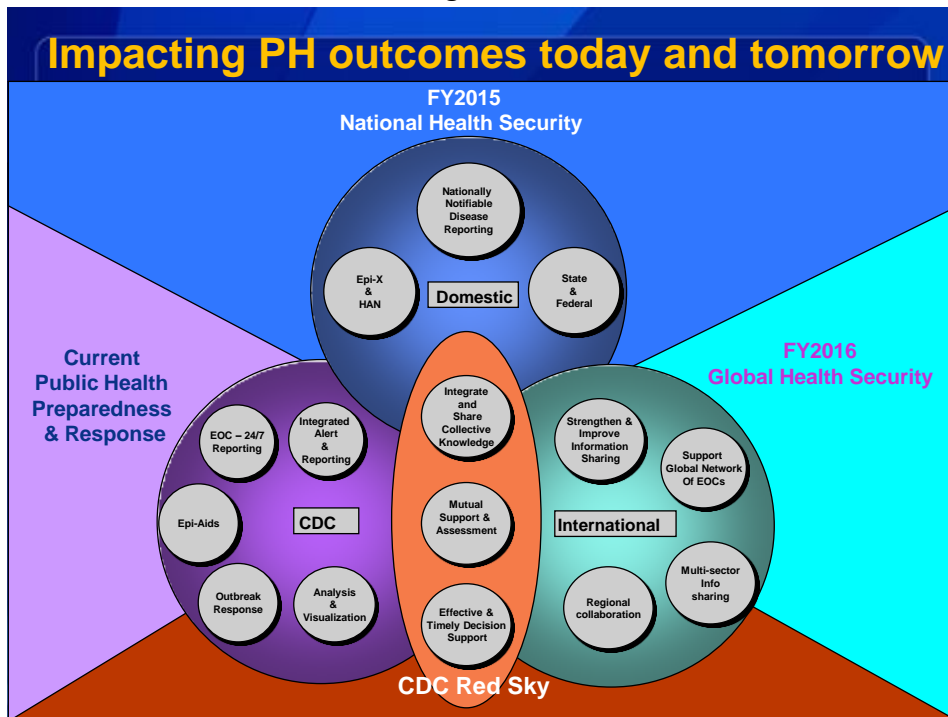 Impacting PH outcomes today and tomorrow
FY2015
National Health Security
Nationally
Notifiable
Disease
Reporting
Epi-X
&
HAN
Domestic
State
&
Federal
Current
Public Health
Preparedness
& Response
FY2016
Global Health Security
EOC – 24/7
Reporting
Integrated
Alert
&
Reporting
Epi-Aids
CDC
Outbreak
Response
Analysis
&
Visualization
Integrate
and
Share
Collective
Knowledge
Mutual
Support &
Assessment
Effective &
Timely Decision
Support
Strengthen &
Improve
Information
Sharing
Support
Global Network
Of EOCs
International
Regional
collaboration
Multi-sector
Info
sharing
CDC Red Sky